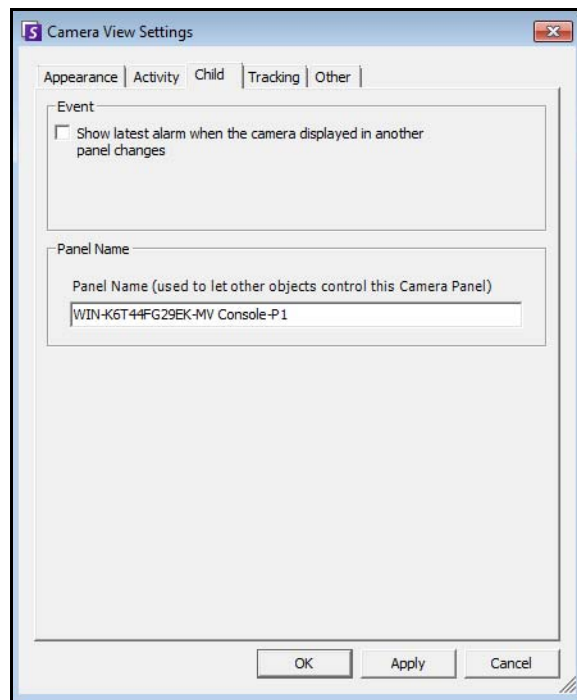 S Camera View Settings
Appearance Activity Child Tracking Other
Event
Show latest alarm when the camera displayed in another
panel changes
Panel Name
Panel Name (used to let other objects control this Camera Panel)
WIN-K6T44FG29EK-MV Console-P1
OK Apply Cancel